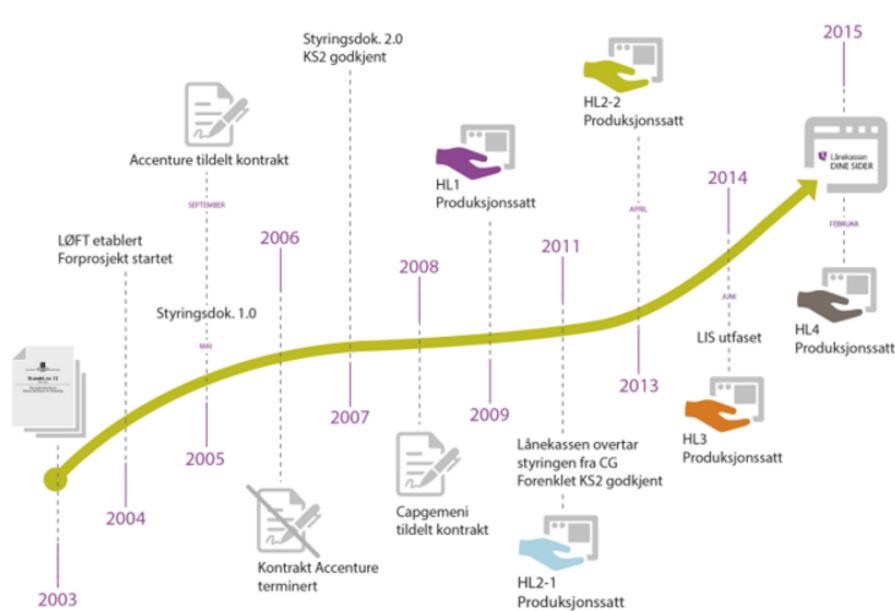 Styringsdok. 2.0
KS2 godkjent
2015
HL2-2
Produksjonssatt
Accenture tildelt kontrakt
Lånekassen
DINE SIDER
HL1
Produksjonssatt
2014
SEPTEMBER
APRIL
FEBRUAR
LØFT etablert
Forprosjekt startet
2006
2008
2011
JUNI
Styringsdok. 1.0
MAI
LIS utfaset
HL4
Produksjonssatt
2013
2007
2009
2005
HL3
Produksjonssatt
Lånekassen overtar
styringen fra CG
Forenklet KS2 godkjent
2004
Capgemeni
tildelt kontrakt
Kontrakt Accenture
terminert
HL2-1
Produksjonssatt
2003